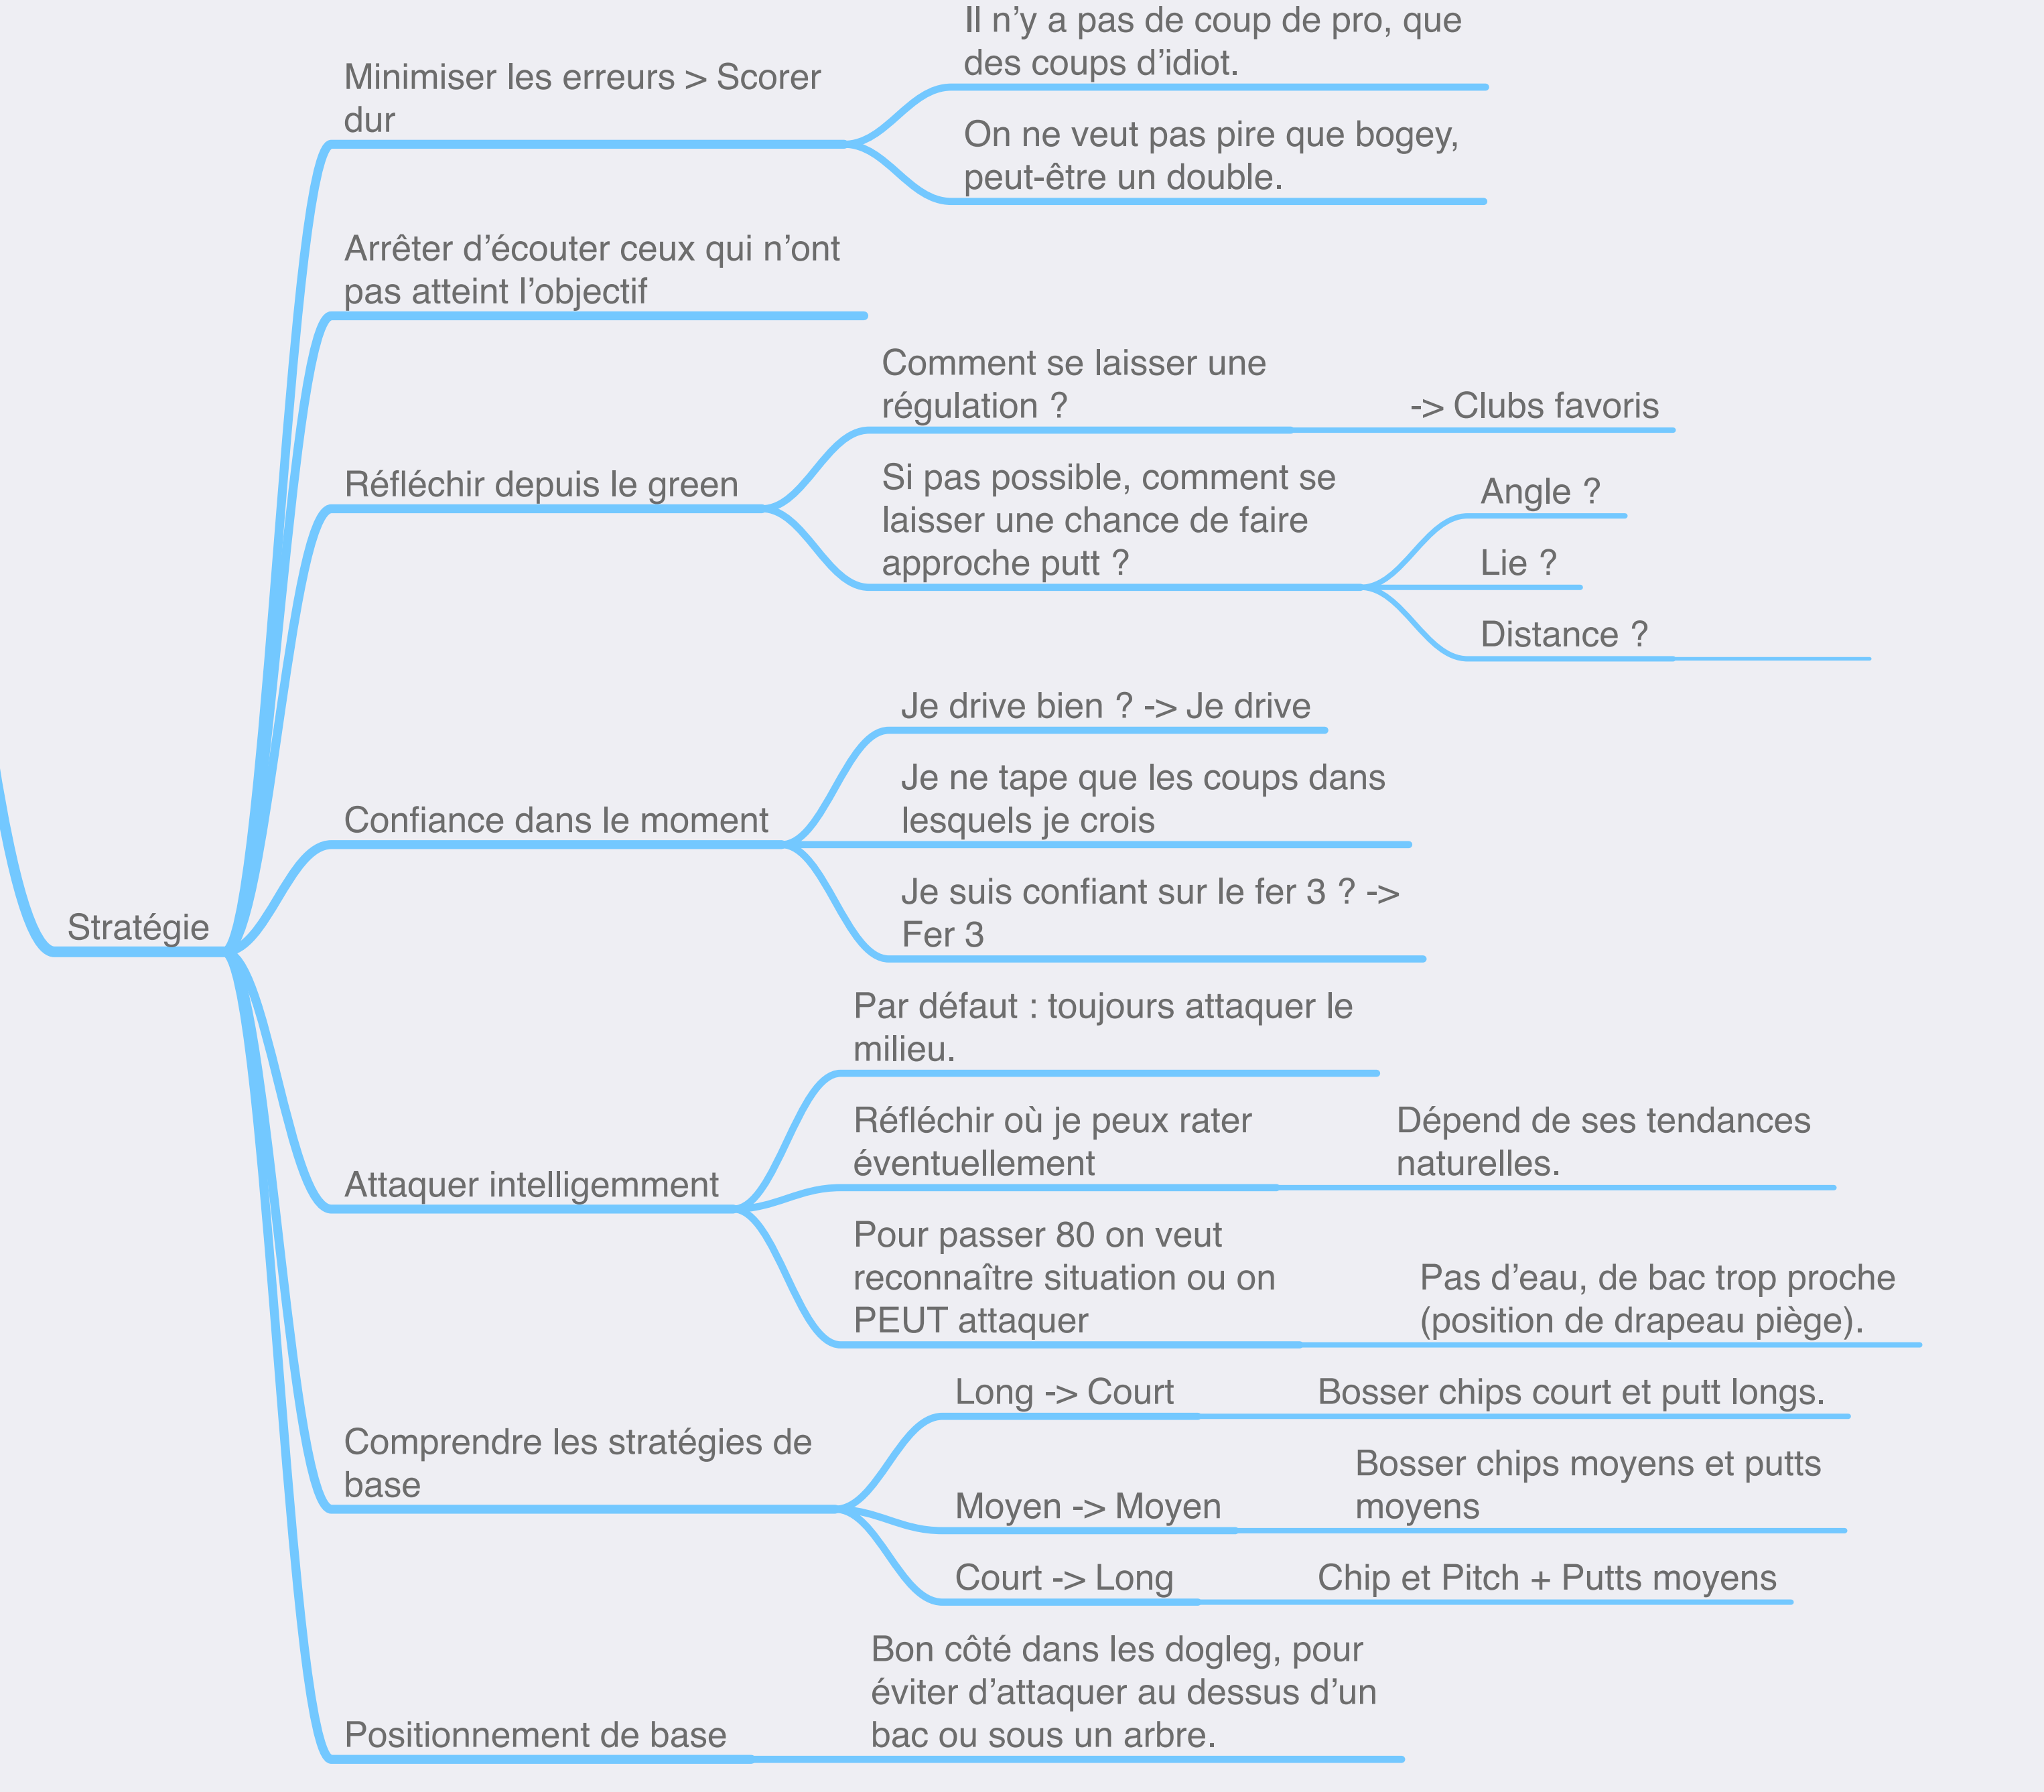 Il n’y a pas de coup de pro, que
des coups d’idiot.
Minimiser les erreurs > Scorer
dur
On ne veut pas pire que bogey,
peut-être un double.
Arrêter d’écouter ceux qui n’ont
pas atteint l’objectif
Comment se laisser une
régulation ?
-> Clubs favoris
Réfléchir depuis le green
Si pas possible, comment se
laisser une chance de faire
approche putt ?
Angle ?
Lie ?
Distance ?
Je drive bien ? -> Je drive
Confiance dans le moment
Je ne tape que les coups dans
lesquels je crois
Je suis confiant sur le fer 3 ? ->
Fer 3
Stratégie
Par défaut : toujours attaquer le
milieu.
Attaquer intelligemment
Réfléchir où je peux rater
éventuellement
Dépend de ses tendances
naturelles.
Pour passer 80 on veut
reconnaître situation ou on
PEUT attaquer
Pas d’eau, de bac trop proche
(position de drapeau piège).
Comprendre les stratégies de
base
Long -> Court
Bosser chips court et putt longs.
Moyen -> Moyen
Bosser chips moyens et putts
moyens
Court -> Long
Chip et Pitch + Putts moyens
Positionnement de base
Bon côté dans les dogleg, pour
éviter d’attaquer au dessus d’un
bac ou sous un arbre.